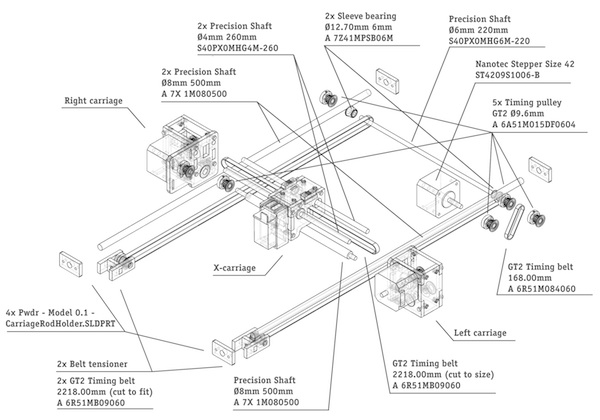 2x Precision Shaft
Ø4mm 260mm
S40PX0MHG4M-260
2x Sleeve bearing
Ø12.70mm 6mm
A 7Z41MPSB06M
Precision Shaft
Ø6mm 220mm
S40PX0MHG6M-220
Nanotec Stepper Size 42
ST4209S1006-B
2x Precision Shaft
Ø8mm 500mm
A 7X 1M080500
Right carriage
5x Timing pulley
GT2 Ø9.6mm
A 6A51M015DF0604
X-carriage
GT2 Timing belt
168.00mm
A 6R51M084060
4x Pwdr - Model 0.1 -
CarriageRodHolder.SLDPRT
Left carriage
2x Belt tensioner
2x GT2 Timing belt
2218.00mm (cut to fit)
A 6R51MB09060
Precision Shaft
Ø8mm 500mm
A 7X 1M080500
GT2 Timing belt
2218.00mm (cut to size)
A 6R51MB09060